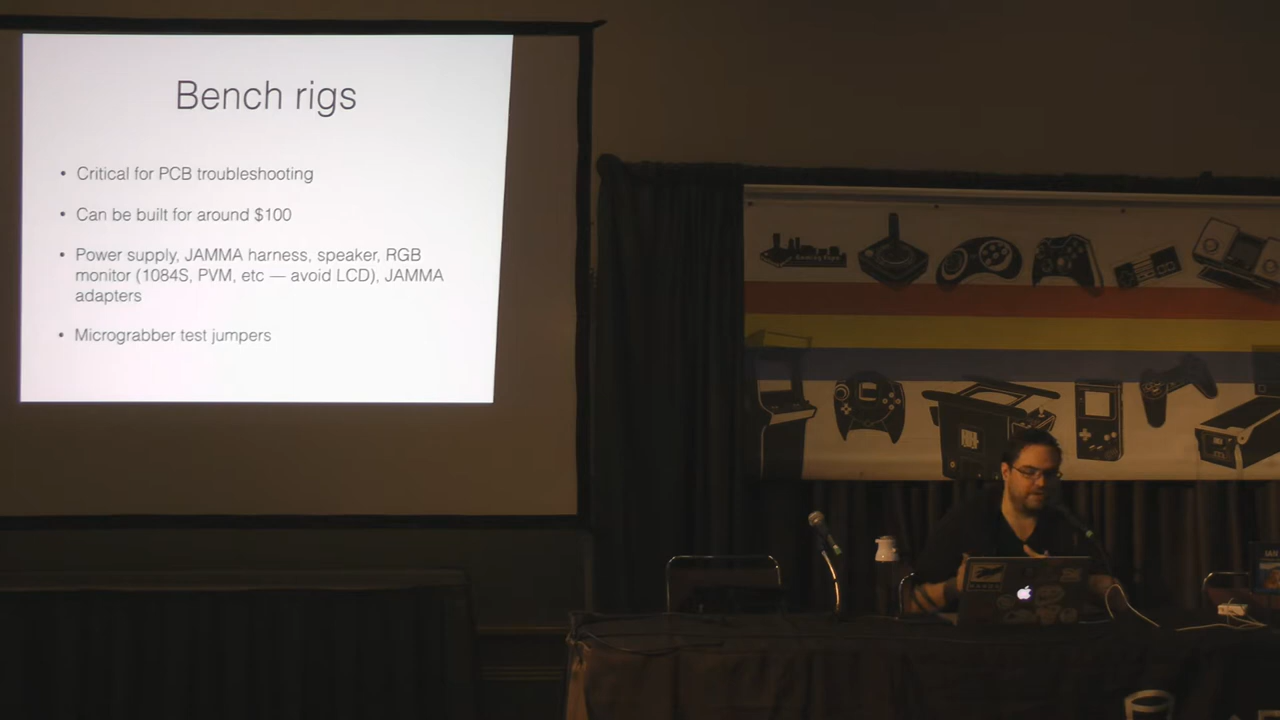 Bench rigs
• Critical for PCB troubleshooting
• Can be built for around $100
• Power supply, JAMMA harness, speaker, RGB
monitor (1084S, PVM, etc — avoid LCD), JAMMA
adapters
• Micrograbber test jumpers